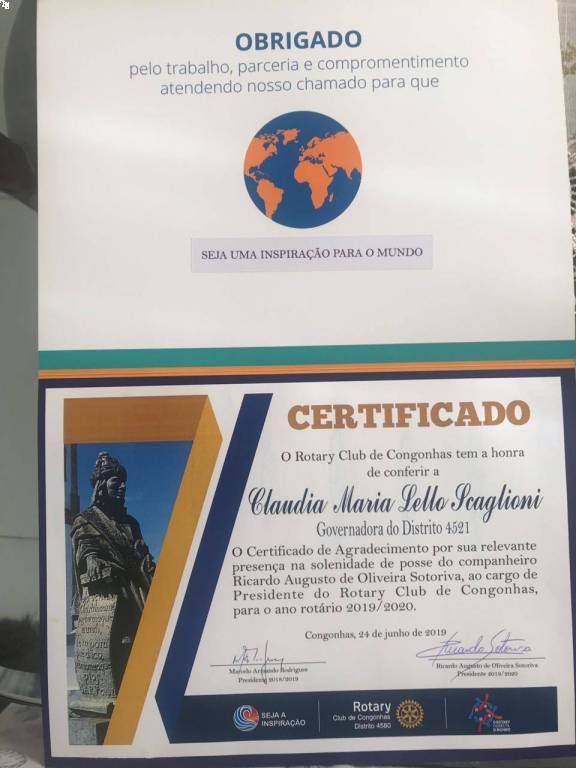 OBRIGADO
pelo trabalho, parceria e compromentimento
atendendo nosso chamado para que
SEJA UMA INSPIRAÇÃO PARA O MUNDO
CERTIFICADO
O Rotary Club de Congonhas tem a honra
de conferir a
Claudia Maria Lello Scaglioni
Governadora do Distrito 4521
O Certificado de Agradecimento por sua relevante
presença na solenidade de posse do companheiro
Ricardo Augusto de Oliveira Sotoriva, ao cargo de
Presidente do Rotary Club de Congonhas,
para o ano rotário 2019/2020.
Congonhas, 24 de junho de 2019
Marcelo Armando Rodrigues
Presidente 2018/2019
Ricardo Augusto de Oliveira Sotoriva
Presidente 2019/2020
SEJA A
INSPIRAÇÃO
Rotary
Club de Congonhas
Distrito 4580
O ROTARY
CONECTA
O MUNDO